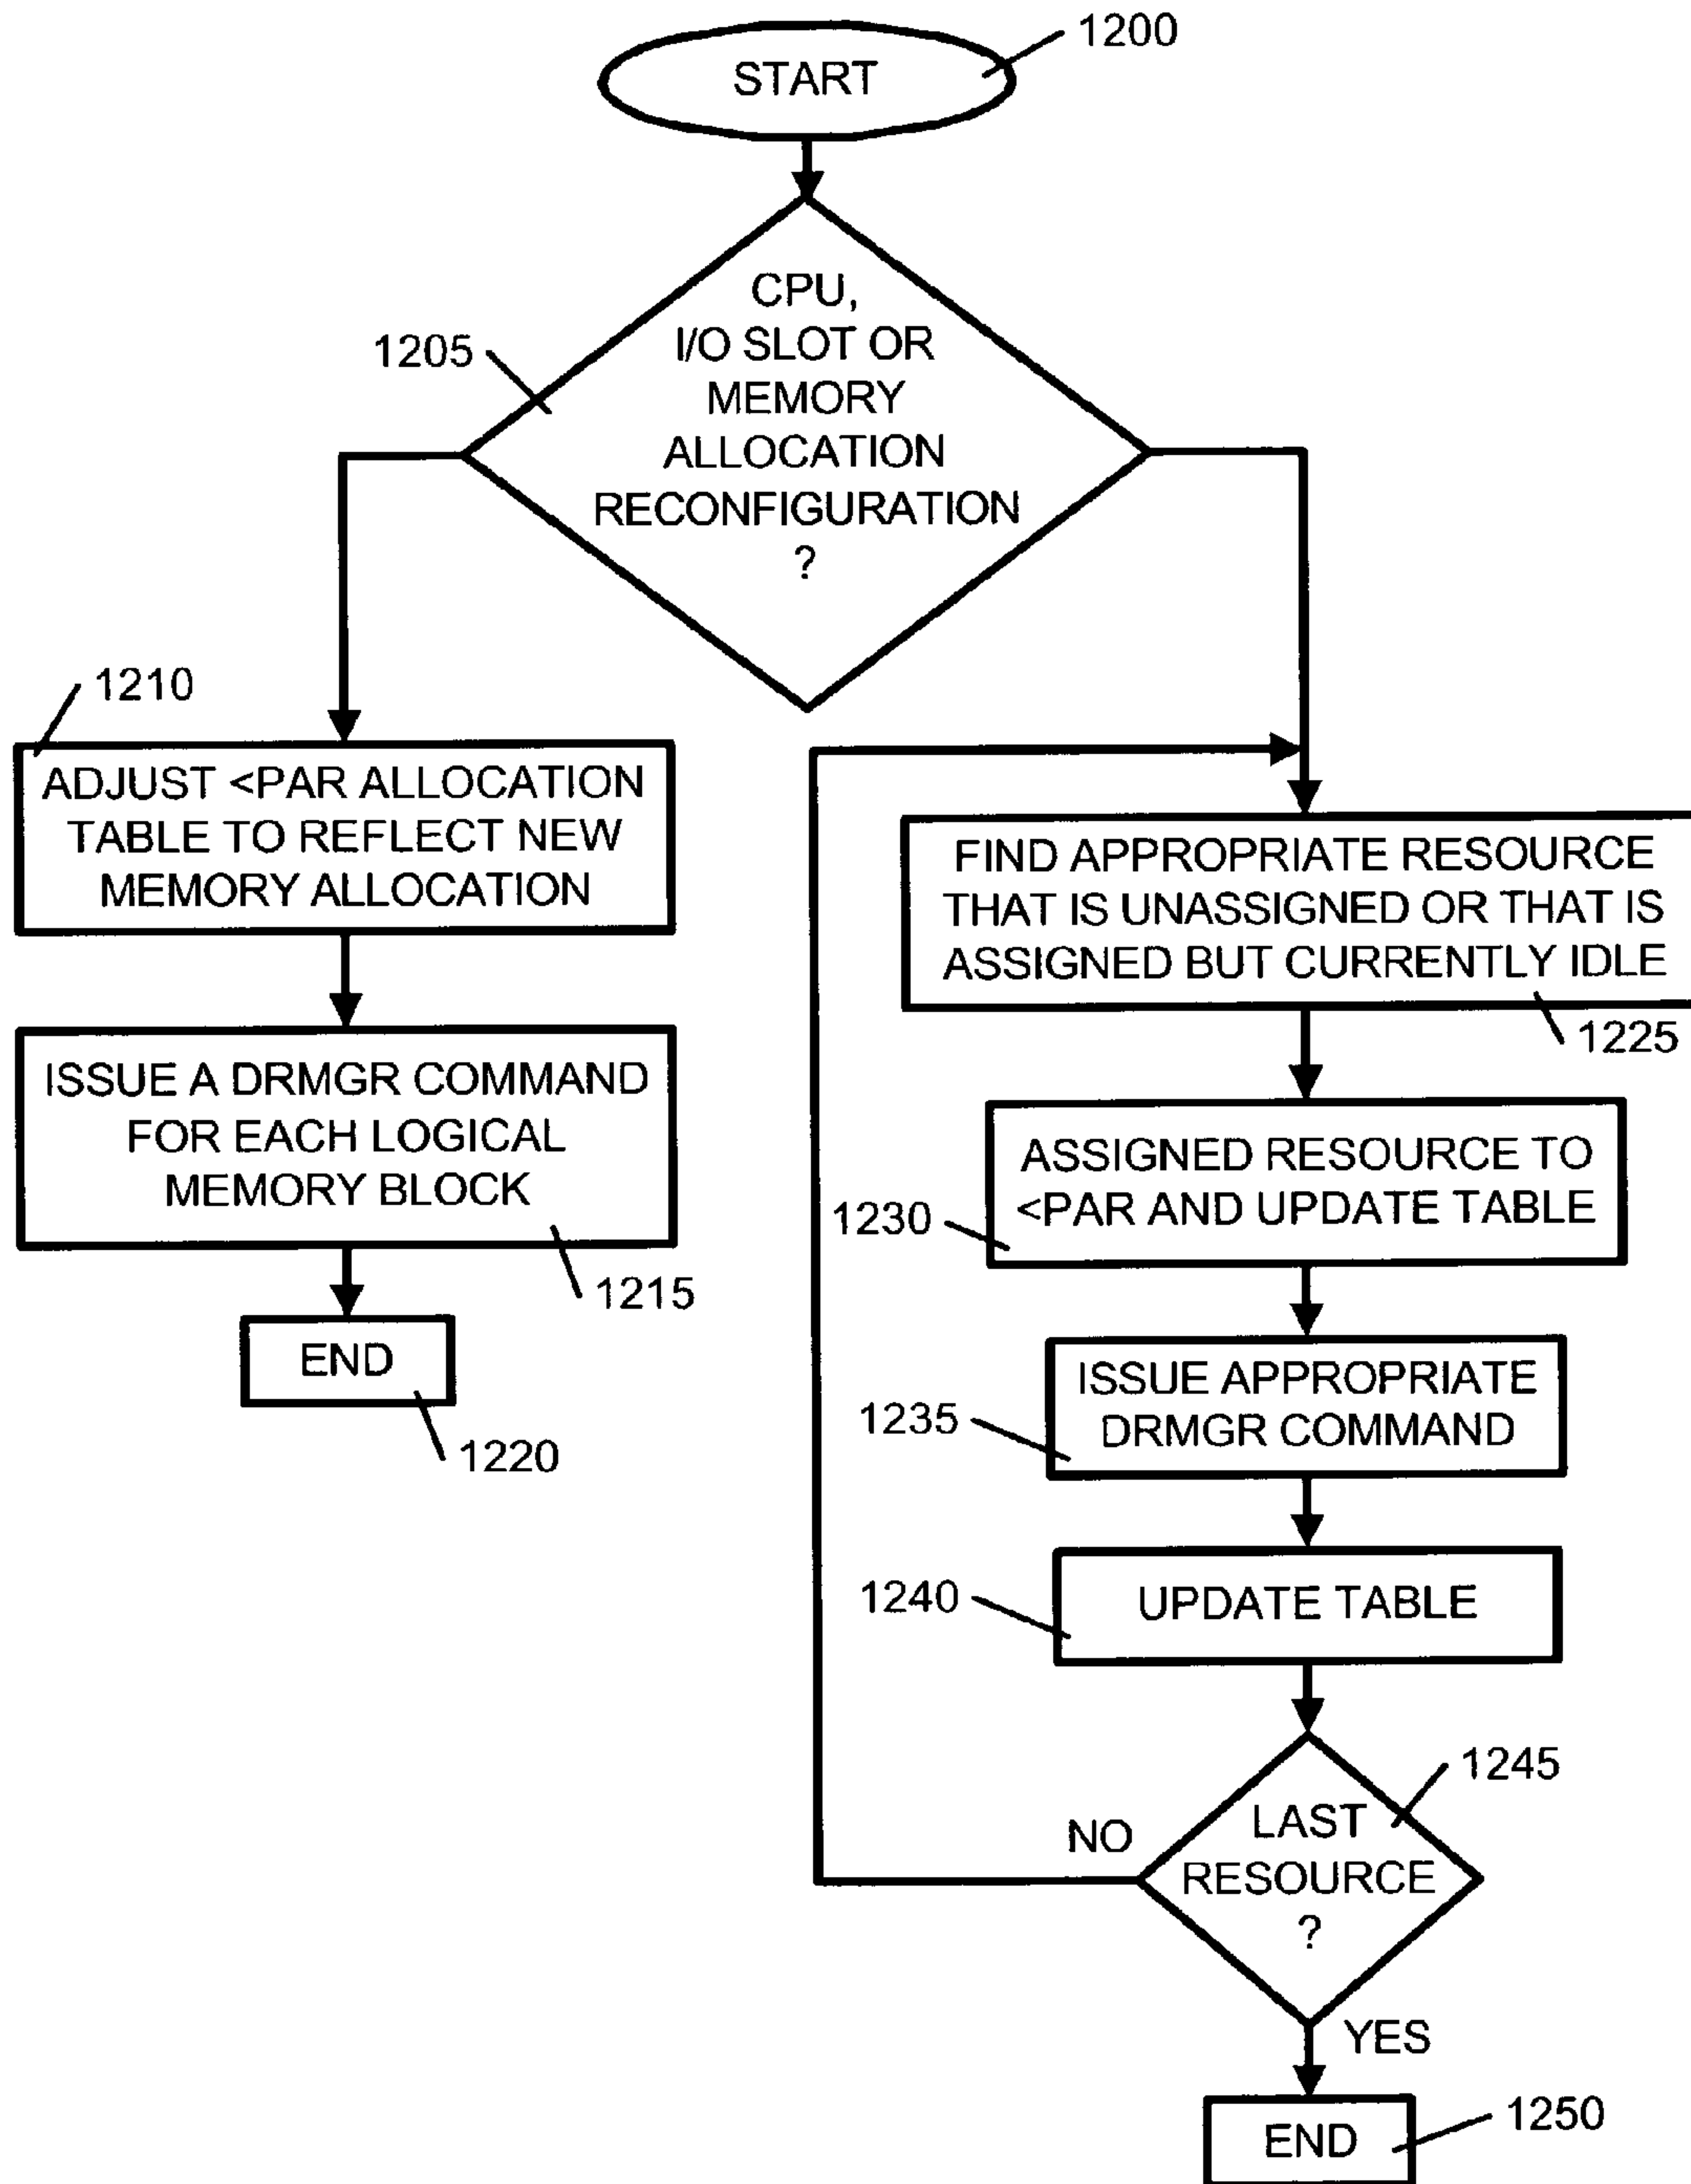 START
1200
CPU,
I/O SLOT OR
MEMORY
ALLOCATION
RECONFIGURATION
?
1205
1210
ADJUST <PAR ALLOCATION
TABLE TO REFLECT NEW
MEMORY ALLOCATION
ISSUE A DRMGR COMMAND
FOR EACH LOGICAL
MEMORY BLOCK
1215
END
1220
FIND APPROPRIATE RESOURCE
THAT IS UNASSIGNED OR THAT IS
ASSIGNED BUT CURRENTLY IDLE
1225
ASSIGNED RESOURCE TO
<PAR AND UPDATE TABLE
1230
ISSUE APPROPRIATE
DRMGR COMMAND
1235
UPDATE TABLE
1240
LAST
RESOURCE
?
1245
NO
YES
END
1250